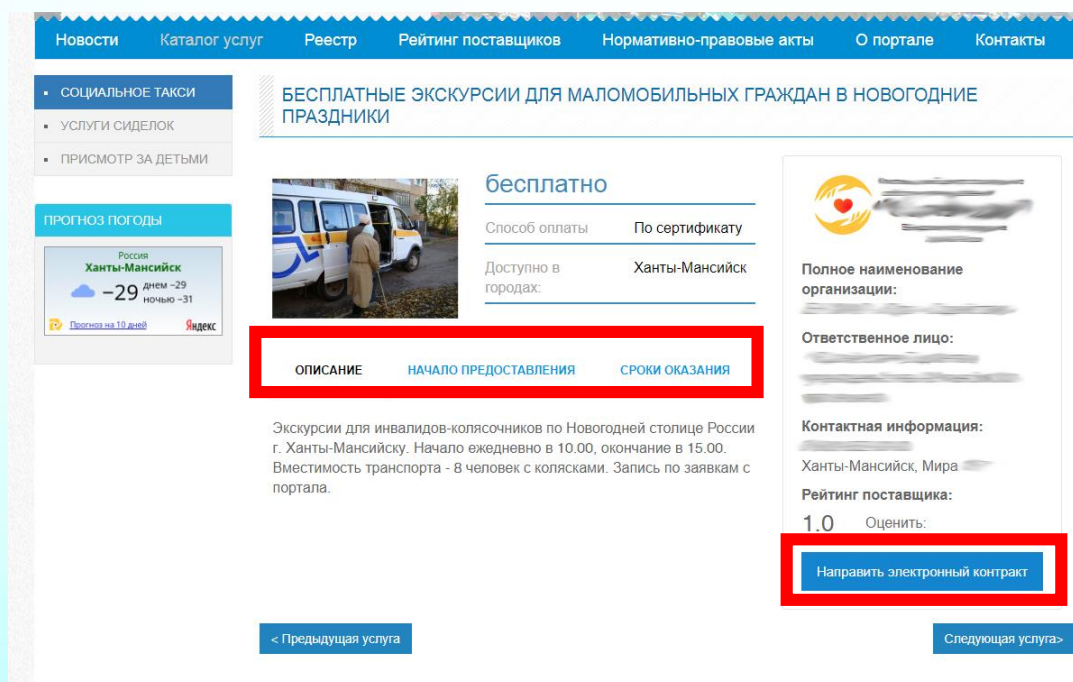 Новости Каталог услуг Реестр Рейтинг поставщиков Нормативно-правовые акты О портале Контакты
СОЦИАЛЬНОЕ ТАКСИ
УСЛУГИ СИДЕЛОК
ПРИСМОТР ЗА ДЕТЬМИ
ПРОГНОЗ ПОГОДЫ
Россия
Ханты-Мансийск
−29 днем −29
ночью −31
Прогноз на 10 дней Яндекс
БЕСПЛАТНЫЕ ЭКСКУРСИИ ДЛЯ МАЛОМОБИЛЬНЫХ ГРАЖДАН В НОВОГОДНИЕ
ПРАЗДНИКИ
бесплатно
Способ оплаты По сертификату
Доступно в Ханты-Мансийск
городах:
ОПИСАНИЕ НАЧАЛО ПРЕДОСТАВЛЕНИЯ СРОКИ ОКАЗАНИЯ
Экскурсии для инвалидов-колясочников по Новогодней столице России
г. Ханты-Мансийску. Начало ежедневно в 10.00, окончание в 15.00.
Вместимость транспорта - 8 человек с колясками. Запись по заявкам с
портала.
Полное наименование
организации:
Ответственное лицо:
Контактная информация:
Ханты-Мансийск, Мира
Рейтинг поставщика:
1.0 Оценить:
Направить электронный контракт
< Предыдущая услуга
Следующая услуга>